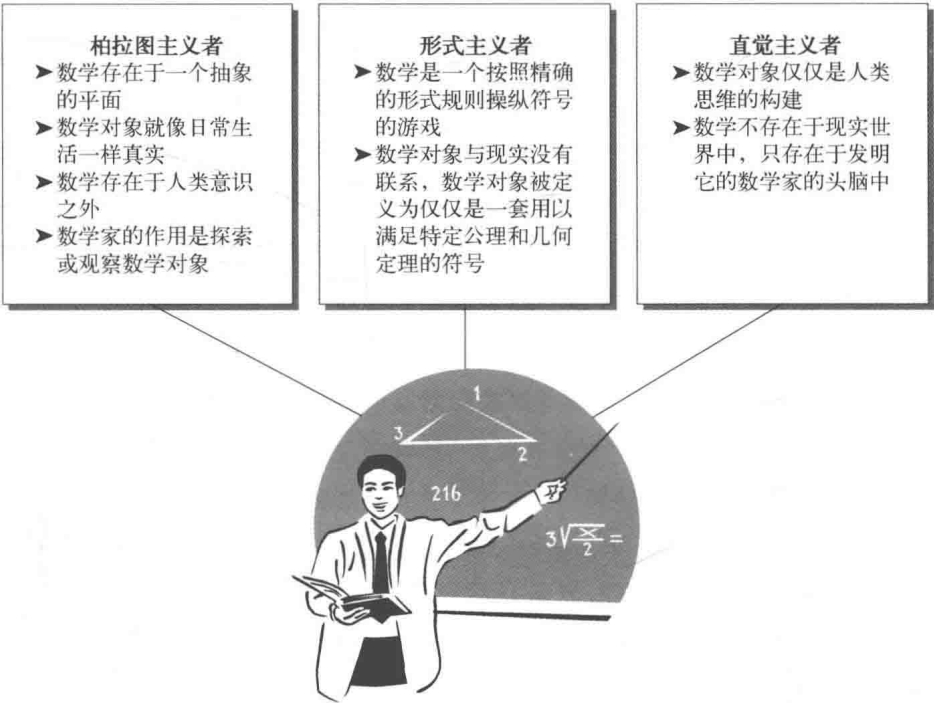 柏拉图主义者
➤数学存在于一个抽象
的平面
➤数学对象就像日常生
活一样真实
➤数学存在于人类意识
之外
➤数学家的作用是探索
或观察数学对象
形式主义者
➤数学是一个按照精确
的形式规则操纵符号
的游戏
➤数学对象与现实没有
联系，数学对象被定
义为仅仅是一套用以
满足特定公理和几何
定理的符号
直觉主义者
➤数学对象仅仅是人类
思维的构建
➤数学不存在于现实世
界中，只存在于发明
它的数学家的头脑中
1
3
2
216
3√x/2 =